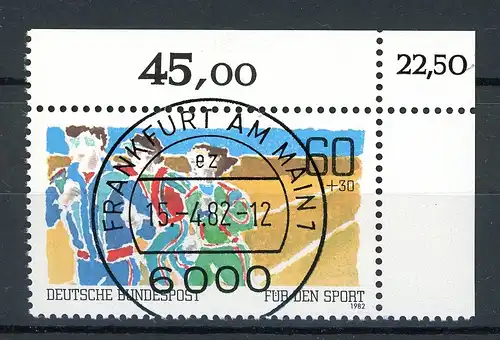 45,00
22,50
FRANKFURT AM MAIN 1
ez
60
+30
15.-4.82-12
6000
DEUTSCHE BUNDESPOST
FÜR DEN SPORT
1982